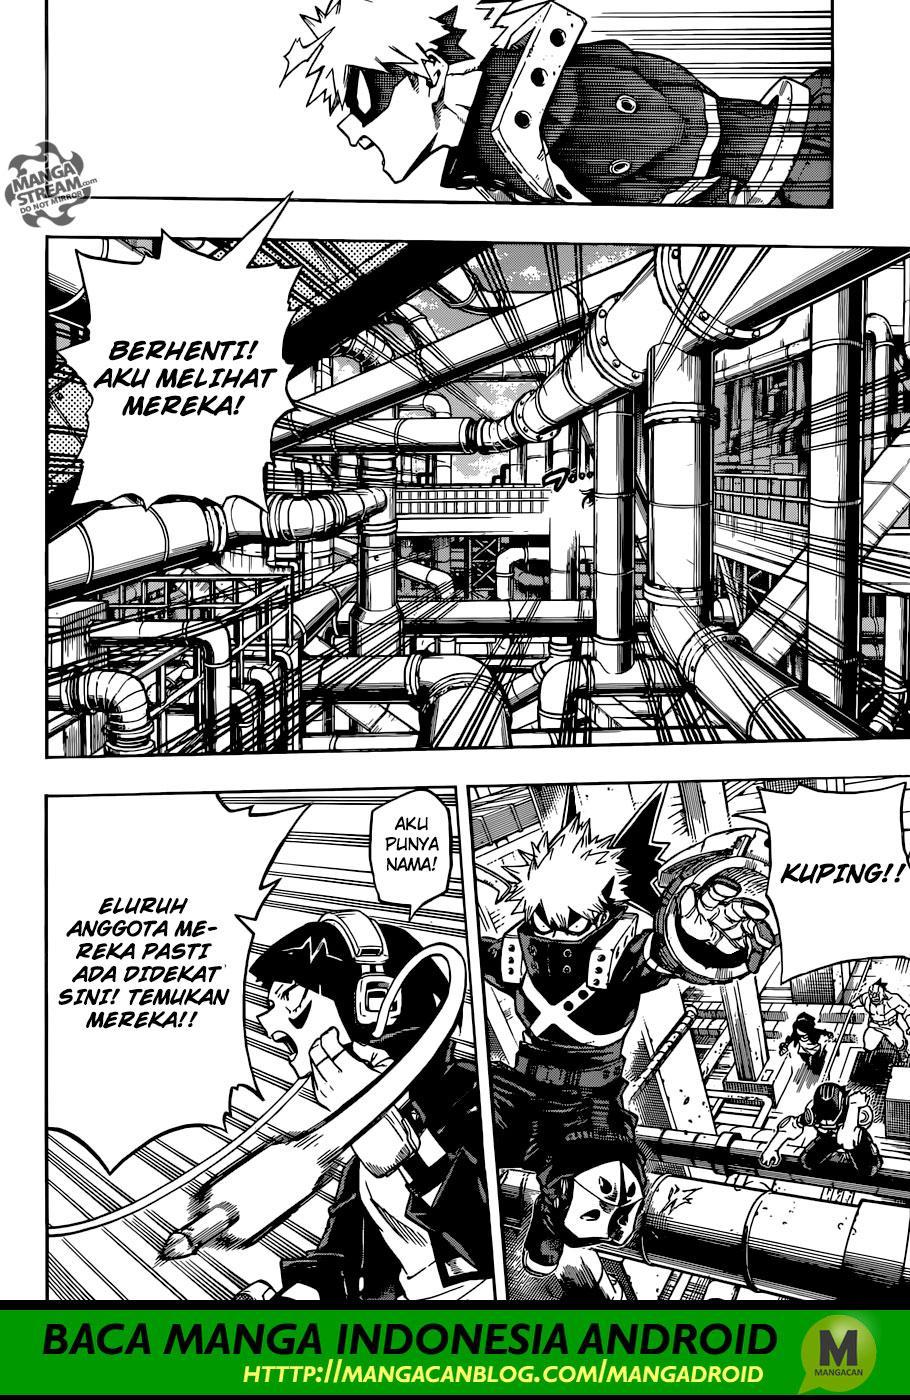 MANGA
STREAM.com
DO NOT MIRROR
BERHENTI!
AKU MELIHAT
MEREKA!
KUPING!!
AKU
PUNYA
NAMA!
ELURUH
ANGGOTA ME-
REKA PASTI
ADA DIDEKAT
SINI! TEMUKAN
MEREKA!!
BACA MANGA INDONESIA ANDROID
HTTTP://MANGACANBLOG.COM/MANGADROID
M
MANGACAN